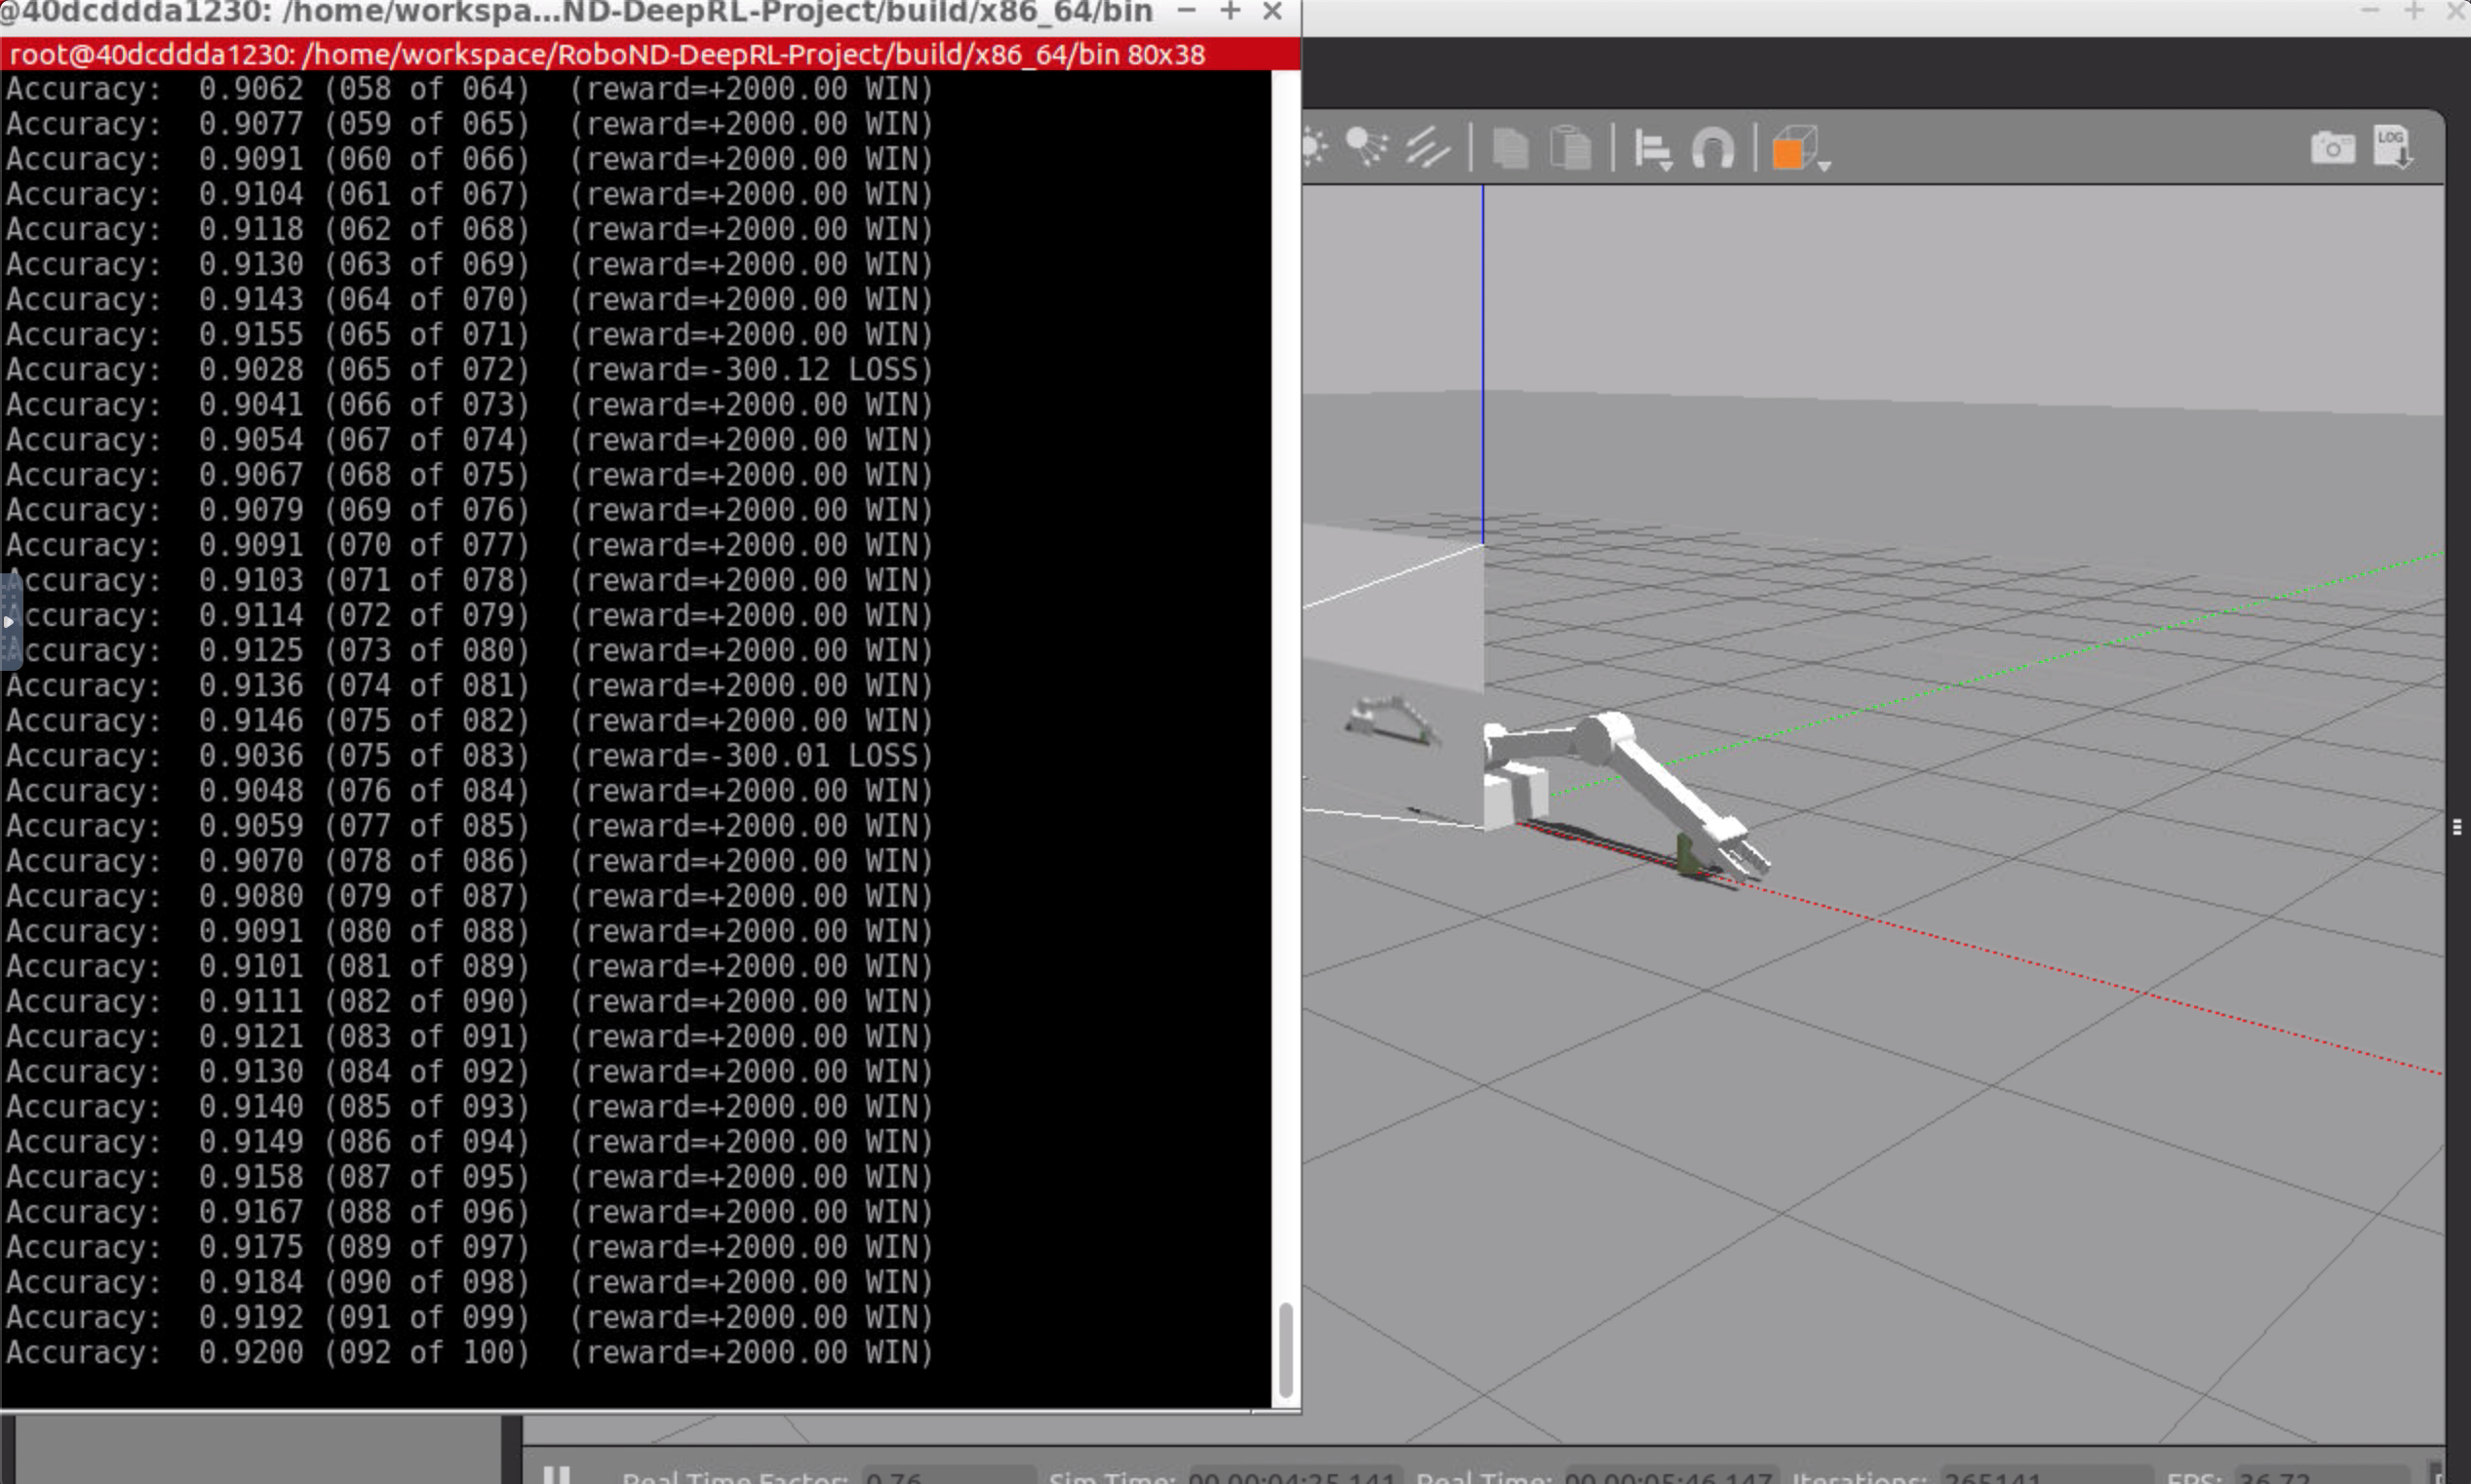 @40dcddda1230: /home/workspa...ND-DeepRL-Project/build/x86_64/bin
root@40dcddda1230: /home/workspace/RoboND-DeepRL-Project/build/x86_64/bin 80x38
Accuracy: 0.9062 (058 of 064) (reward=+2000.00 WIN)
Accuracy: 0.9077 (059 of 065) (reward=+2000.00 WIN)
Accuracy: 0.9091 (060 of 066) (reward=+2000.00 WIN)
Accuracy: 0.9104 (061 of 067) (reward=+2000.00 WIN)
Accuracy: 0.9118 (062 of 068) (reward=+2000.00 WIN)
Accuracy: 0.9130 (063 of 069) (reward=+2000.00 WIN)
Accuracy: 0.9143 (064 of 070) (reward=+2000.00 WIN)
Accuracy: 0.9155 (065 of 071) (reward=+2000.00 WIN)
Accuracy: 0.9028 (065 of 072) (reward=-300.12 LOSS)
Accuracy: 0.9041 (066 of 073) (reward=+2000.00 WIN)
Accuracy: 0.9054 (067 of 074) (reward=+2000.00 WIN)
Accuracy: 0.9067 (068 of 075) (reward=+2000.00 WIN)
Accuracy: 0.9079 (069 of 076) (reward=+2000.00 WIN)
Accuracy: 0.9091 (070 of 077) (reward=+2000.00 WIN)
Accuracy: 0.9103 (071 of 078) (reward=+2000.00 WIN)
Accuracy: 0.9114 (072 of 079) (reward=+2000.00 WIN)
Accuracy: 0.9125 (073 of 080) (reward=+2000.00 WIN)
Accuracy: 0.9136 (074 of 081) (reward=+2000.00 WIN)
Accuracy: 0.9146 (075 of 082) (reward=+2000.00 WIN)
Accuracy: 0.9036 (075 of 083) (reward=-300.01 LOSS)
Accuracy: 0.9048 (076 of 084) (reward=+2000.00 WIN)
Accuracy: 0.9059 (077 of 085) (reward=+2000.00 WIN)
Accuracy: 0.9070 (078 of 086) (reward=+2000.00 WIN)
Accuracy: 0.9080 (079 of 087) (reward=+2000.00 WIN)
Accuracy: 0.9091 (080 of 088) (reward=+2000.00 WIN)
Accuracy: 0.9101 (081 of 089) (reward=+2000.00 WIN)
Accuracy: 0.9111 (082 of 090) (reward=+2000.00 WIN)
Accuracy: 0.9121 (083 of 091) (reward=+2000.00 WIN)
Accuracy: 0.9130 (084 of 092) (reward=+2000.00 WIN)
Accuracy: 0.9140 (085 of 093) (reward=+2000.00 WIN)
Accuracy: 0.9149 (086 of 094) (reward=+2000.00 WIN)
Accuracy: 0.9158 (087 of 095) (reward=+2000.00 WIN)
Accuracy: 0.9167 (088 of 096) (reward=+2000.00 WIN)
Accuracy: 0.9175 (089 of 097) (reward=+2000.00 WIN)
Accuracy: 0.9184 (090 of 098) (reward=+2000.00 WIN)
Accuracy: 0.9192 (091 of 099) (reward=+2000.00 WIN)
Accuracy: 0.9200 (092 of 100) (reward=+2000.00 WIN)
LOG
Real Time Factor: 0.76 Sim Time: 00 00:04:25.141 Real Time: 00 00:05:46.147 Iterations: 265141 FPS: 36.72